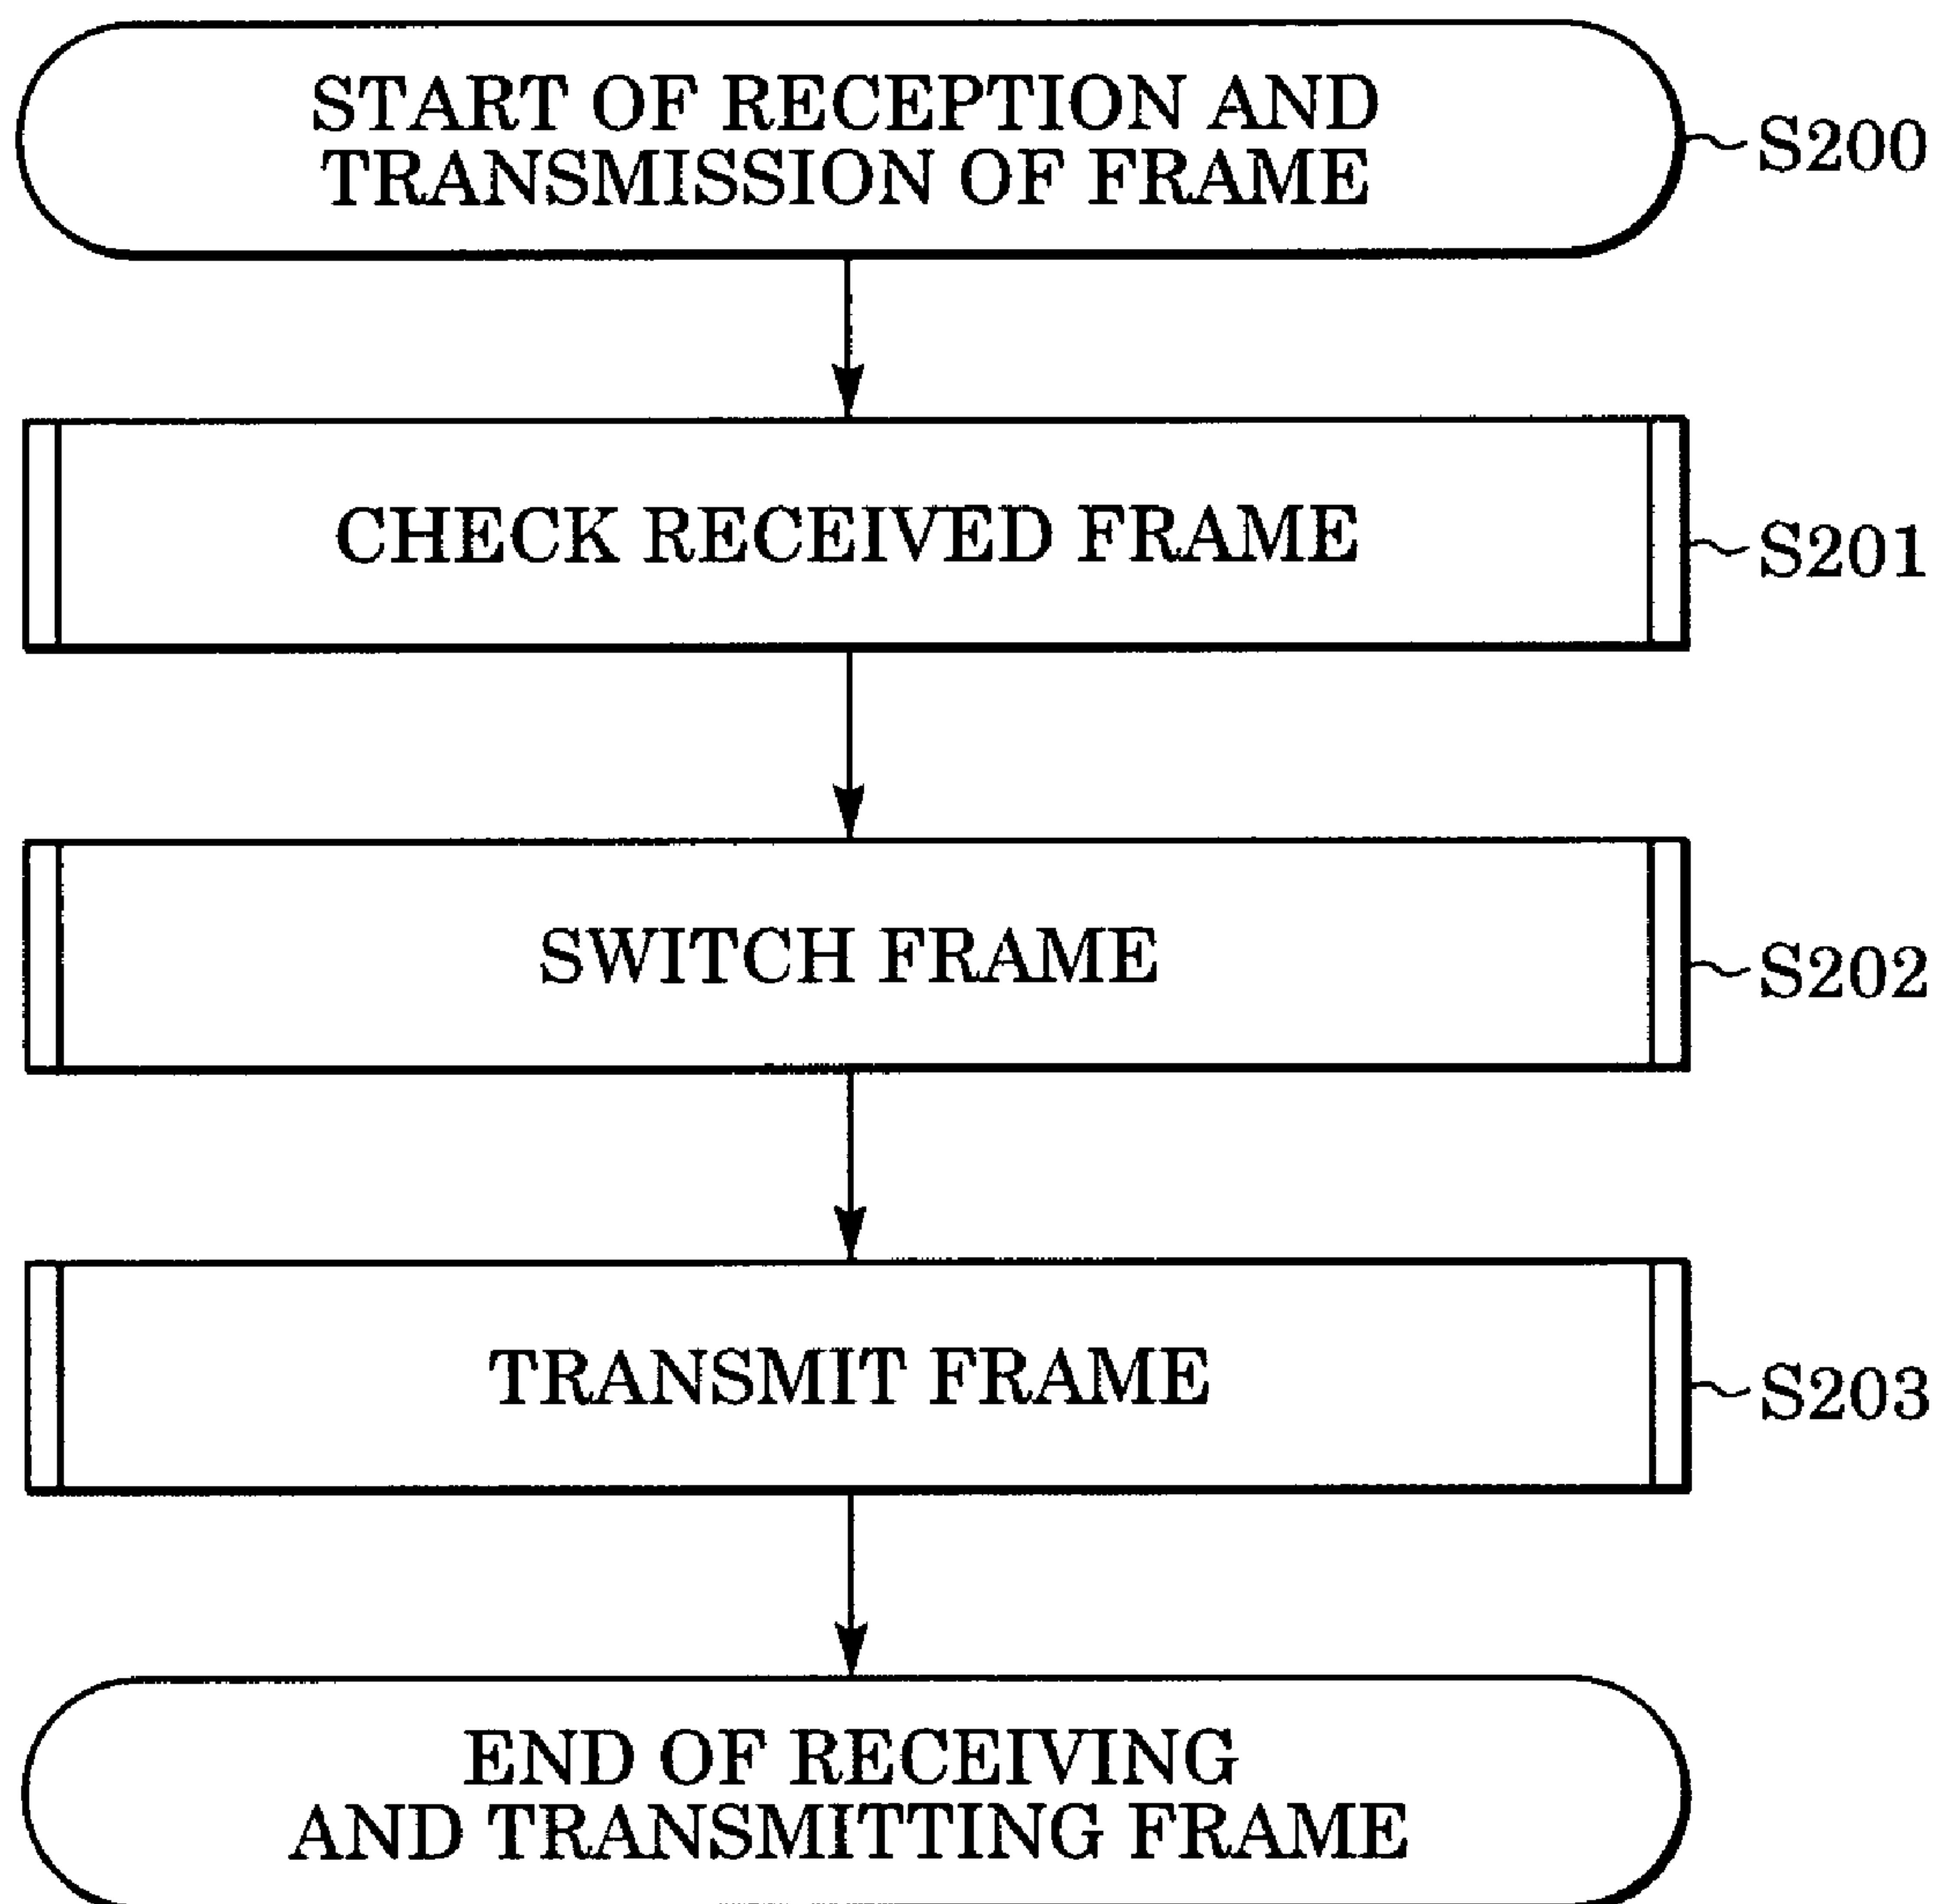 START OF RECEPTION AND
TRANSMISSION OF FRAME
S200
CHECK RECEIVED FRAME
S201
SWITCH FRAME
S202
TRANSMIT FRAME
S203
END OF RECEIVING
AND TRANSMITTING FRAME